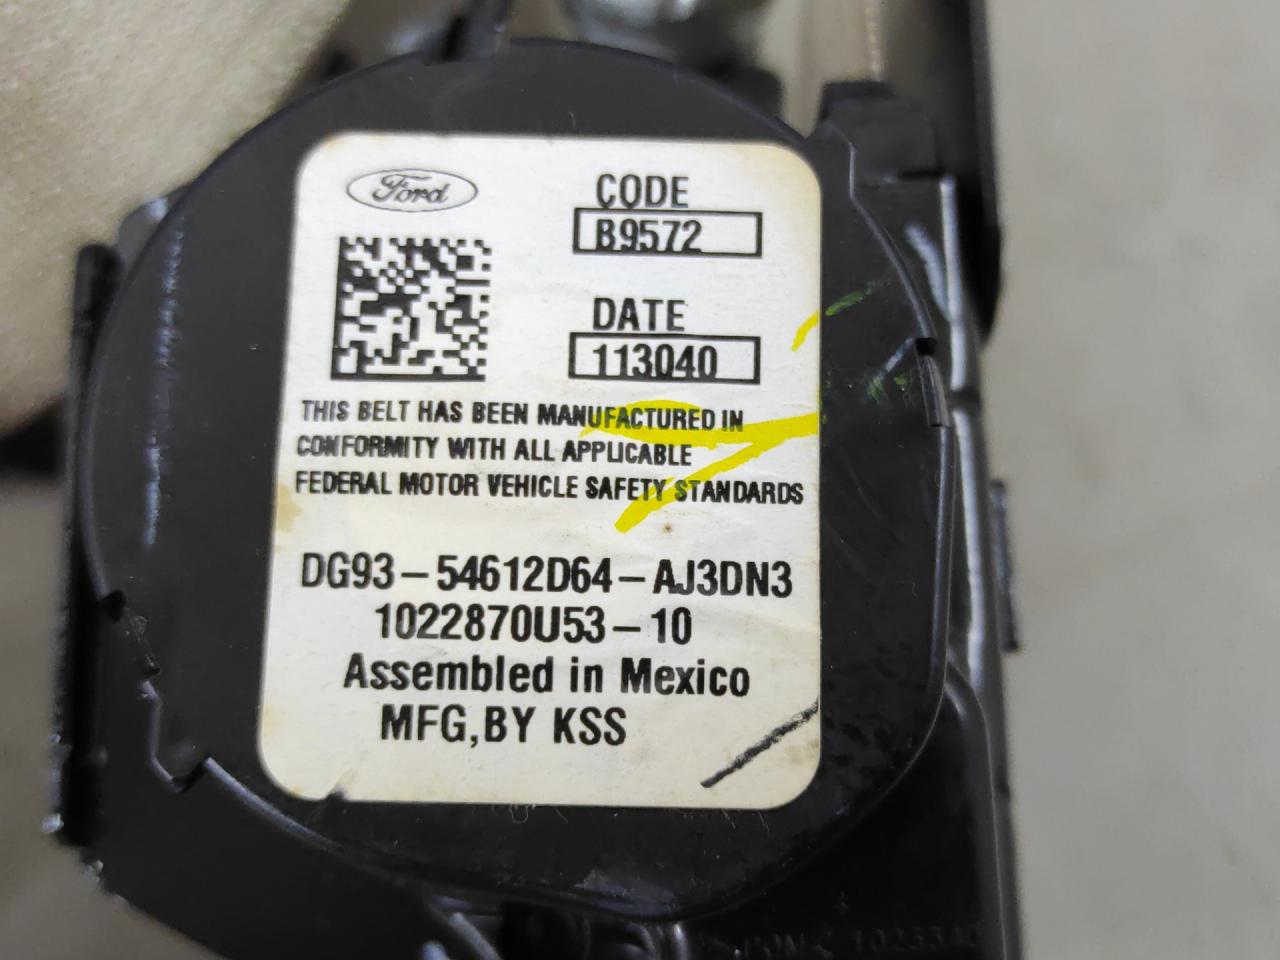 Ford
CODE
B9572
DATE
113040
THIS BELT HAS BEEN MANUFACTURED IN
CONFORMITY WITH ALL APPLICABLE
FEDERAL MOTOR VEHICLE SAFETY STANDARDS
DG93-54612D64-AJ3DN3
1022870U53-10
Assembled in Mexico
MFG,BY KSS